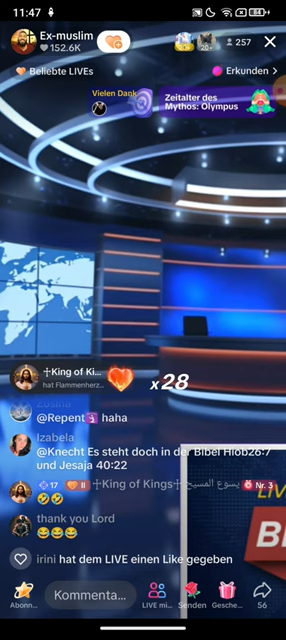 11:47
84
Ex-muslim
152.6K
20+
257
Beliebte LIVEs
Erkunden >
Vielen Dank
Zeitalter des
Mythos: Olympus
♱King of Ki...
hat Flammenherz...
x28
@Repent✝️ haha
Izabela
@Knecht Es steht doch in der Bibel Hiob26:7
und Jesaja 40:22
17 II ♱King of Kings♱ يسوع المسيح Nr. 3
🤣🤣
thank you Lord
😂😂😂
irini hat dem LIVE einen Like gegeben
LIV
B
Abonn...
Kommenta...
LIVE mi...
Senden
Gesche...
56